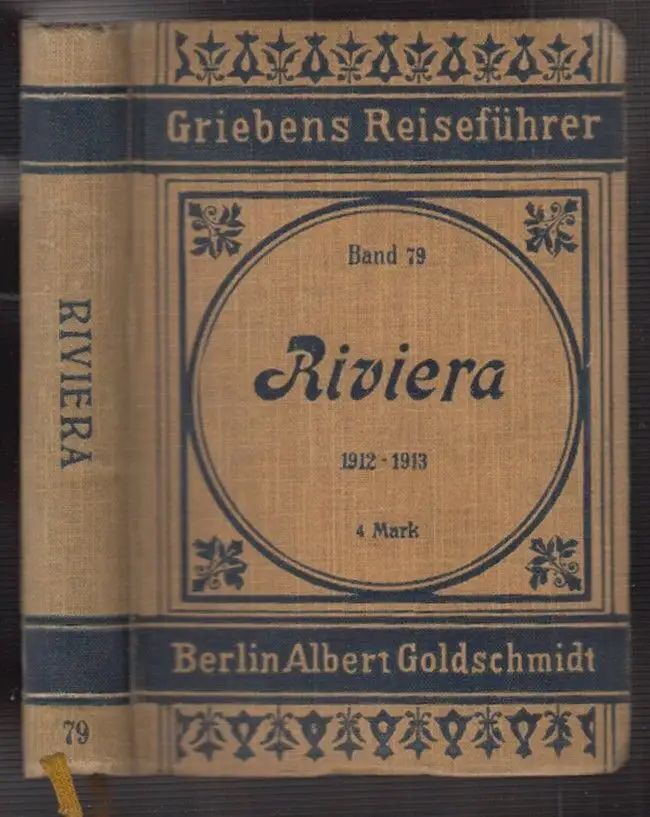 Griebens Reiseführer
Band 79
Riviera
1912-1913
4 Mark
Berlin Albert Goldschmidt
RIVIERA
79